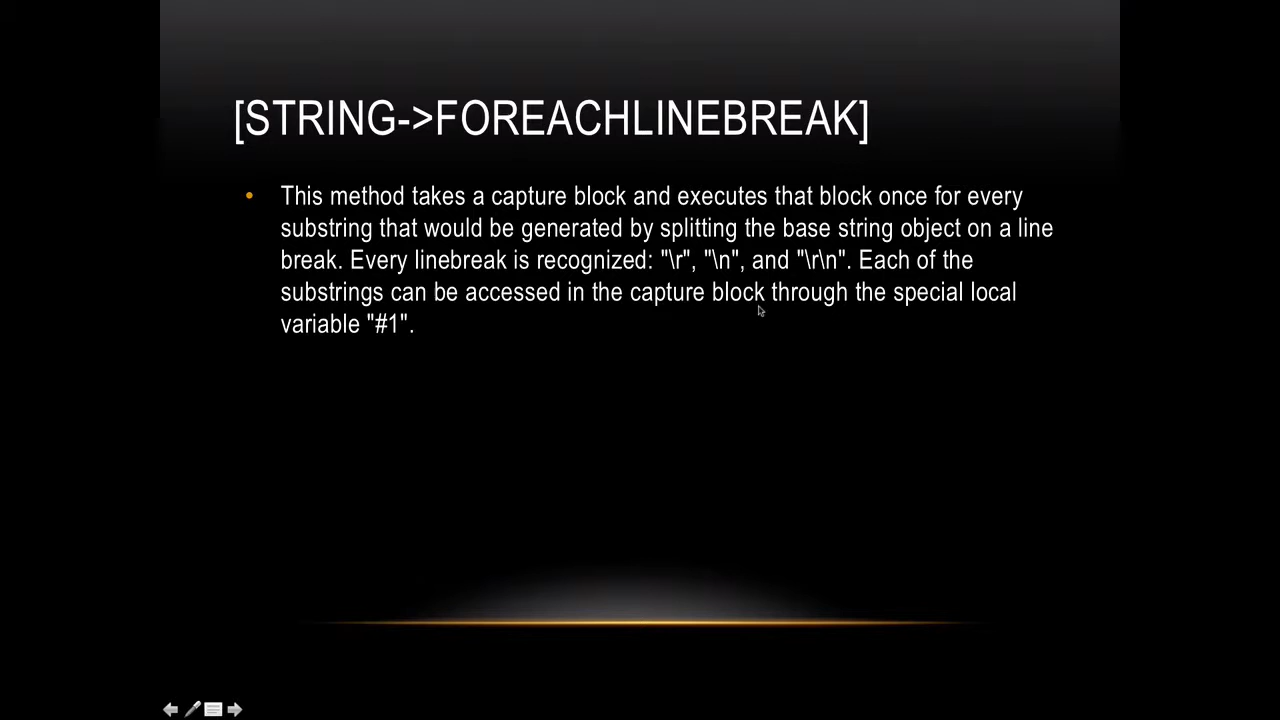 [STRING->FOREACHLINEBREAK]
• This method takes a capture block and executes that block once for every
substring that would be generated by splitting the base string object on a line
break. Every linebreak is recognized: "\r", "\n", and "\r\n". Each of the
substrings can be accessed in the capture block through the special local
variable "#1".